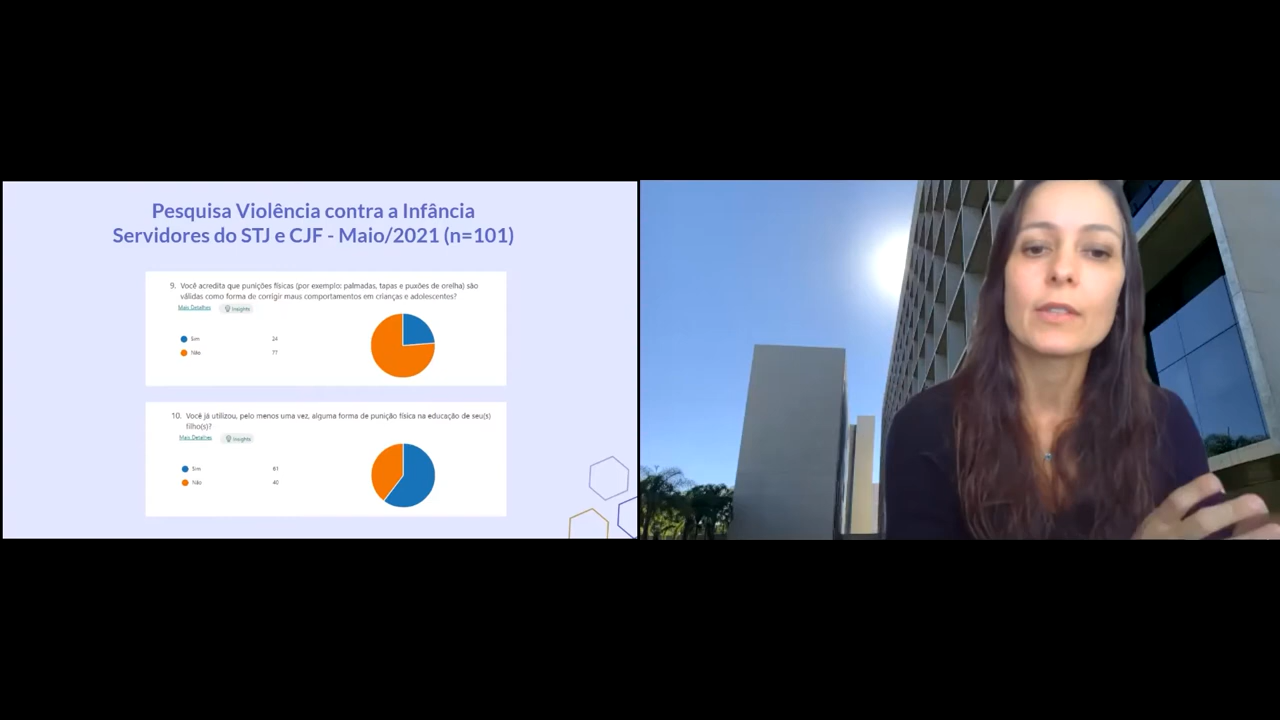 Pesquisa Violência contra a Infância
Servidores do STJ e CJF - Maio/2021 (n=101)
9. Você acredita que punições físicas (por exemplo: palmadas, tapas e puxões de orelha) são
válidas como forma de corrigir maus comportamentos em crianças e adolescentes?
Mais Detalhes Insights
Sim 24
Não 77
10. Você já utilizou, pelo menos uma vez, alguma forma de punição física na educação de seu(s)
filho(s)?
Mais Detalhes Insights
Sim 61
Não 40